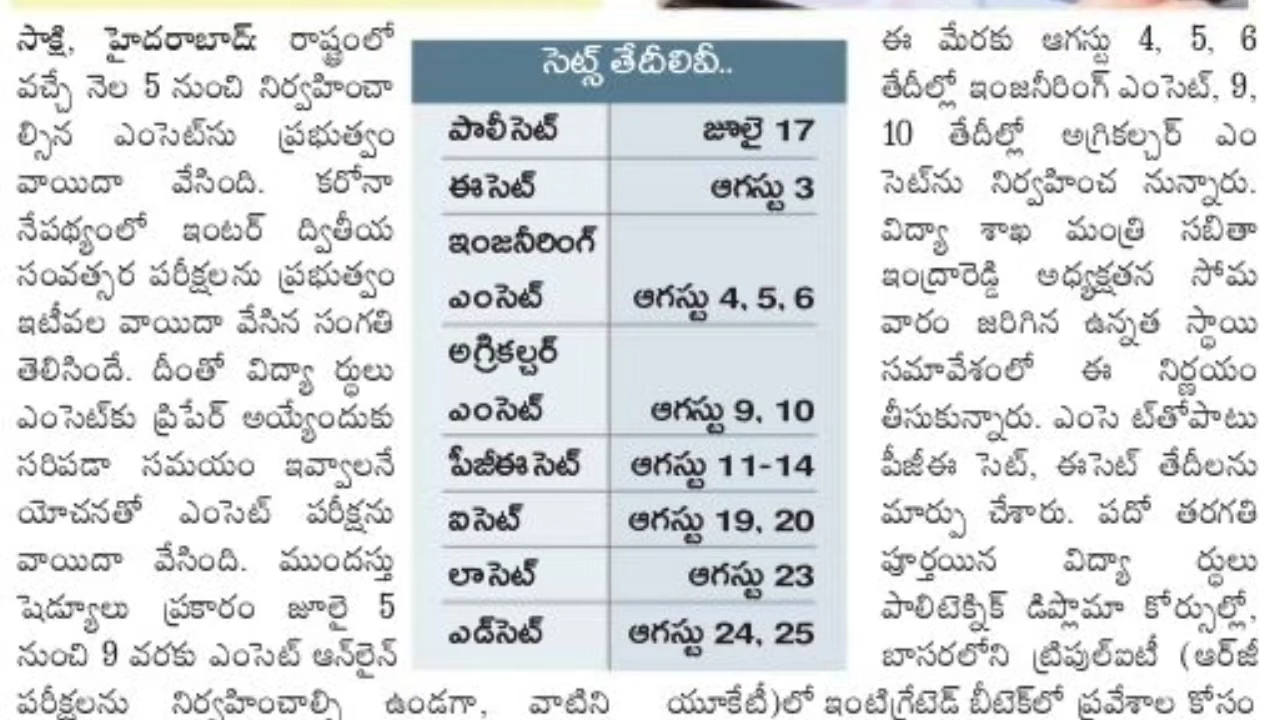 సాక్షి, హైదరాబాద్: రాష్ట్రంలో
వచ్చే నెల 5 నుంచి నిర్వహించా
ల్సిన ఎంసెట్‌ను ప్రభుత్వం
వాయిదా వేసింది. కరోనా
నేపథ్యంలో ఇంటర్ ద్వితీయ
సంవత్సర పరీక్షలను ప్రభుత్వం
ఇటీవల వాయిదా వేసిన సంగతి
తెలిసిందే. దీంతో విద్యా ర్థులు
ఎంసెట్‌కు ప్రిపేర్ అయ్యేందుకు
సరిపడా సమయం ఇవ్వాలనే
యోచనతో ఎంసెట్ పరీక్షను
వాయిదా వేసింది. ముందస్తు
షెడ్యూలు ప్రకారం జూలై 5
నుంచి 9 వరకు ఎంసెట్ ఆన్‌లైన్
పరీక్షలను నిర్వహించాల్సి ఉండగా, వాటిని
సెట్స్ తేదీలివీ..
పాలీసెట్ జూలై 17
ఈసెట్ ఆగస్టు 3
ఇంజనీరింగ్
ఎంసెట్ ఆగస్టు 4, 5, 6
అగ్రికల్చర్
ఎంసెట్ ఆగస్టు 9, 10
పీజీఈసెట్ ఆగస్టు 11-14
ఐసెట్ ఆగస్టు 19, 20
లాసెట్ ఆగస్టు 23
ఎడ్‌సెట్ ఆగస్టు 24, 25
ఈ మేరకు ఆగస్టు 4, 5, 6
తేదీల్లో ఇంజనీరింగ్ ఎంసెట్, 9,
10 తేదీల్లో అగ్రికల్చర్ ఎం
సెట్‌ను నిర్వహించ నున్నారు.
విద్యా శాఖ మంత్రి సబితా
ఇంద్రారెడ్డి అధ్యక్షతన సోమ
వారం జరిగిన ఉన్నత స్థాయి
సమావేశంలో ఈ నిర్ణయం
తీసుకున్నారు. ఎంసె ట్‌తోపాటు
పీజీఈ సెట్, ఈసెట్ తేదీలను
మార్పు చేశారు. పదో తరగతి
పూర్తయిన విద్యా ర్థులు
పాలిటెక్నిక్ డిప్లొమా కోర్సుల్లో,
బాసరలోని ట్రిపుల్‌ఐటీ (ఆర్‌జీ
యూకేటీ)లో ఇంటిగ్రేటెడ్ బీటెక్‌లో ప్రవేశాల కోసం